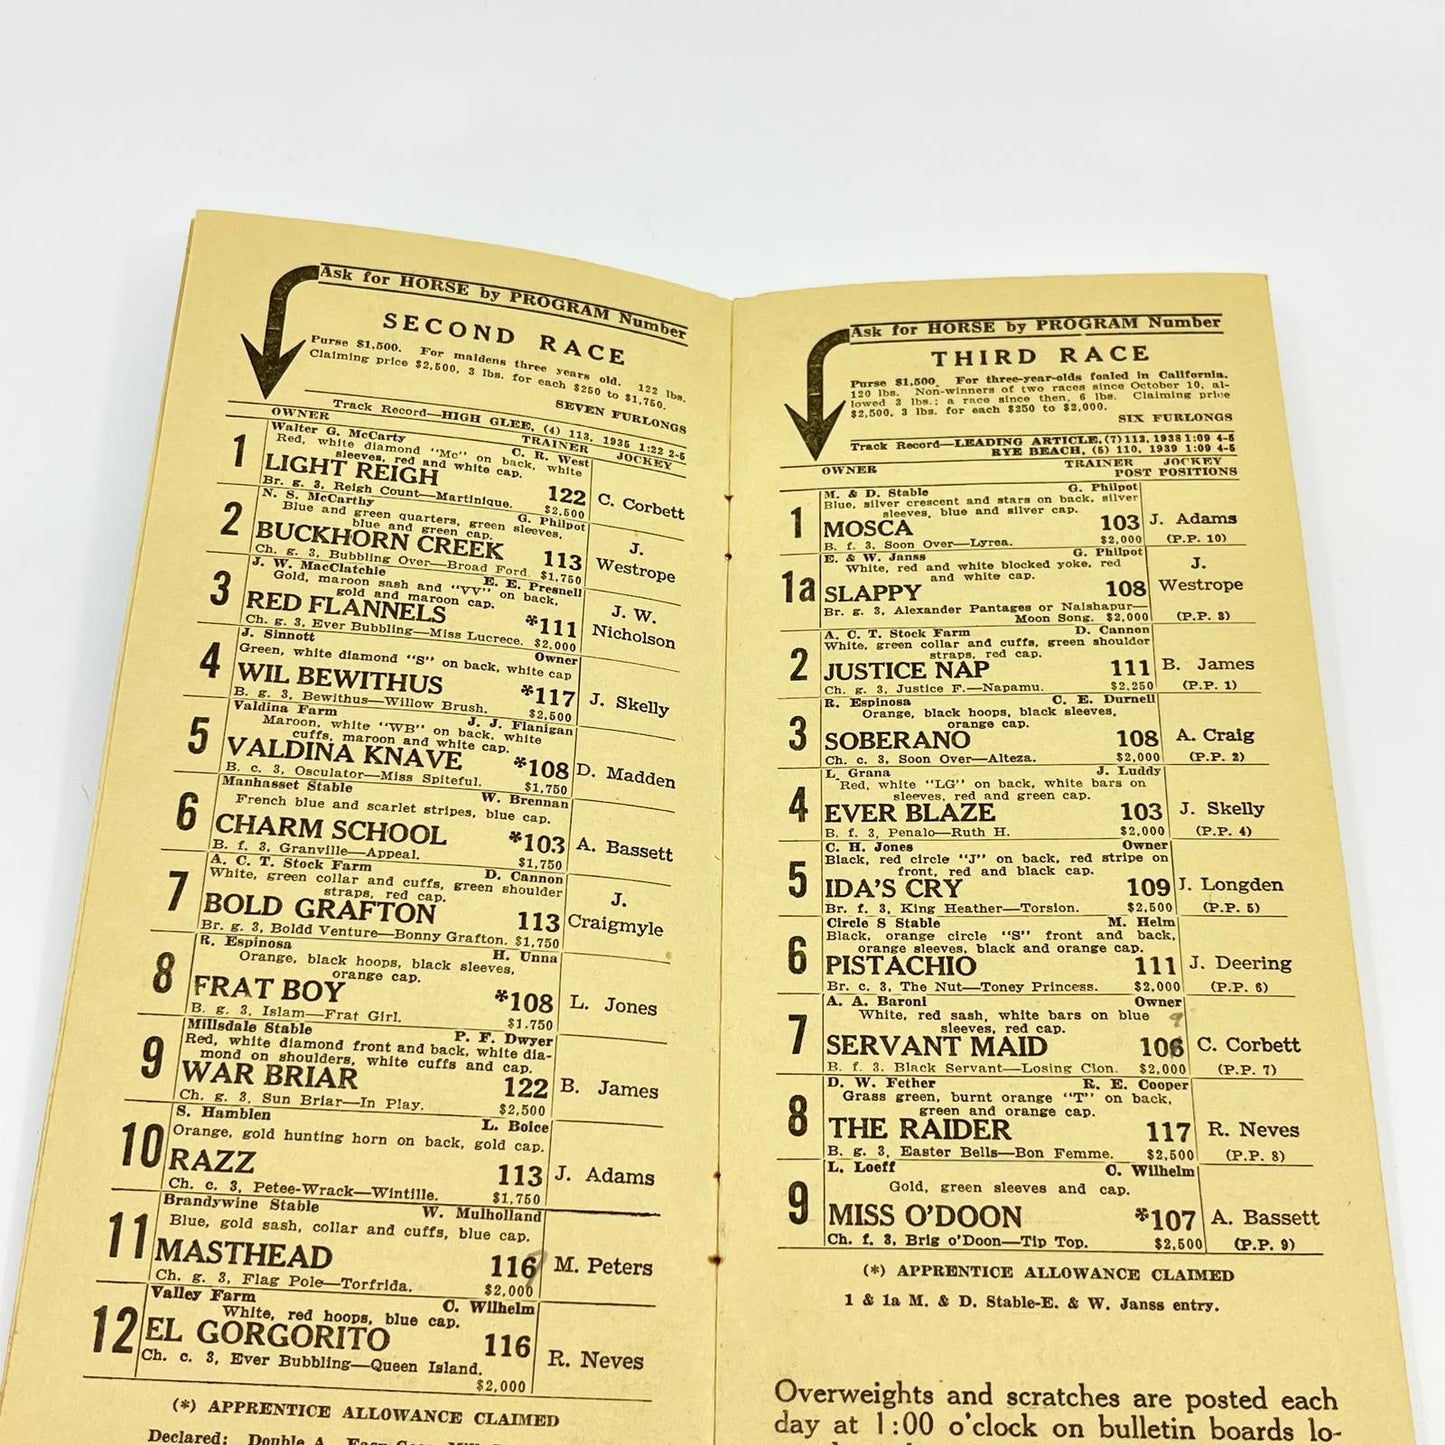 Ask for HORSE by PROGRAM Number
SECOND RACE
Purse $1,500. For maidens three years old. 122 lbs.
Claiming price $2,500, 3 lbs. for each $250 to $1,750.
SEVEN FURLONGS
Track Record—HIGH GLEE, (4) 113, 1935 1:22 2-5
OWNER TRAINER JOCKEY
1
Walter G. McCarty C. R. West
Red, white diamond "Mc" on back, white
sleeves, red and white cap.
LIGHT REIGH 122 C. Corbett
Br. g. 3, Reigh Count—Martinique. $2,500
2
N. S. McCarthy G. Philpot
Blue and green quarters, green sleeves,
blue and green cap.
BUCKHORN CREEK 113 J. Westrope
Ch. g. 3, Bubbling Over—Broad Ford. $1,750
3
J. W. MacClatchie E. E. Presnell
Gold, maroon sash and "VV" on back,
gold and maroon cap.
RED FLANNELS *111 J. W. Nicholson
Ch. g. 3, Ever Bubbling—Miss Lucrece. $2,000
4
J. Sinnott Owner
Green, white diamond "S" on back, white cap
WIL BEWITHUS *117 J. Skelly
B. g. 3, Bewithus—Willow Brush. $2,500
5
Valdina Farm J. J. Flanigan
Maroon, white "WB" on back, white
cuffs, maroon and white cap.
VALDINA KNAVE *108 D. Madden
B. c. 3, Osculator—Miss Spiteful. $1,750
6
Manhasset Stable W. Brennan
French blue and scarlet stripes, blue cap.
CHARM SCHOOL *103 A. Bassett
B. f. 3, Granville—Appeal. $1,750
7
A. C. T. Stock Farm D. Cannon
White, green collar and cuffs, green shoulder
straps, red cap.
BOLD GRAFTON 113 J. Craigmyle
Br. g. 3, Boldd Venture—Bonny Grafton. $1,750
8
R. Espinosa H. Unna
Orange, black hoops, black sleeves,
orange cap.
FRAT BOY *108 L. Jones
B. g. 3, Islam—Frat Girl. $1.750
9
Millsdale Stable P. F. Dwyer
Red, white diamond front and back, white dia-
mond on shoulders, white cuffs and cap.
WAR BRIAR 122 B. James
Ch. g. 3, Sun Briar—In Play. $2,500
10
S. Hamblen L. Boice
Orange, gold hunting horn on back, gold cap.
RAZZ 113 J. Adams
Ch. c. 3, Petee-Wrack—Wintille. $1,750
11
Brandywine Stable W. Mulholland
Blue, gold sash, collar and cuffs, blue cap.
MASTHEAD 116 9 M. Peters
Ch. g. 3, Flag Pole—Torfrida. $2,000
12
Valley Farm C. Wilhelm
White, red hoops, blue cap.
EL GORGORITO 116 R. Neves
Ch. c. 3, Ever Bubbling—Queen Island.
$2,000
(*) APPRENTICE ALLOWANCE CLAIMED
Declared: Double A,
Ask for HORSE by PROGRAM Number
THIRD RACE
Purse $1,500. For three-year-olds foaled in California.
120 lbs. Non-winners of two races since October 10, al-
lowed 3 lbs.; a race since then, 6 lbs. Claiming price
$2,500, 3 lbs. for each $250 to $2,000.
SIX FURLONGS
Track Record—LEADING ARTICLE, (7) 112, 1938 1:09 4-5
RYE BEACH, (5) 110, 1939 1:09 4-5
OWNER TRAINER JOCKEY
POST POSITIONS
1
M. & D. Stable G. Philpot
Blue, silver crescent and stars on back, silver
sleeves, blue and silver cap.
MOSCA 103 J. Adams
B. f. 3, Soon Over—Lyrea. $2,000 (P.P. 10)
1a
E. & W. Janss G. Philpot
White, red and white blocked yoke, red
and white cap.
SLAPPY 108 J. Westrope
Br. g. 3, Alexander Pantages or Naishapur—
Moon Song. $2,000 (P.P. 3)
2
A. C. T. Stock Farm D. Cannon
White, green collar and cuffs, green shoulder
straps, red cap.
JUSTICE NAP 111 B. James
Ch. g. 3, Justice F.—Napamu. $2,250 (P.P. 1)
3
R. Espinosa C. E. Durnell
Orange, black hoops, black sleeves,
orange cap.
SOBERANO 108 A. Craig
Ch. c. 3, Soon Over—Alteza. $2,000 (P.P. 2)
4
L. Grana J. Luddy
Red, white "LG" on back, white bars on
sleeves, red and green cap.
EVER BLAZE 103 J. Skelly
B. f. 3, Penalo—Ruth H. $2,000 (P.P. 4)
5
C. H. Jones Owner
Black, red circle "J" on back, red stripe on
front, red and black cap.
IDA'S CRY 109 J. Longden
Br. f. 3, King Heather—Torsion. $2,500 (P.P. 5)
6
Circle S Stable M. Helm
Black, orange circle "S" front and back,
orange sleeves, black and orange cap.
PISTACHIO 111 J. Deering
Br. c. 3, The Nut—Toney Princess. $2,000 (P.P. 6)
7
A. A. Baroni Owner
White, red sash, white bars on blue
sleeves, red cap. 9
SERVANT MAID 106 C. Corbett
B. f. 3, Black Servant—Losing Clon. $2,000 (P.P. 7)
8
D. W. Fether R. E. Cooper
Grass green, burnt orange "T" on back,
green and orange cap.
THE RAIDER 117 R. Neves
B. g. 3, Easter Bells—Bon Femme. $2,500 (P.P. 8)
9
L. Loeff C. Wilhelm
Gold, green sleeves and cap.
MISS O'DOON *107 A. Bassett
Ch. f. 3, Brig o'Doon—Tip Top. $2,500 (P.P. 9)
(*) APPRENTICE ALLOWANCE CLAIMED
1 & 1a M. & D. Stable-E. & W. Janss entry.
Overweights and scratches are posted each
day at 1:00 o'clock on bulletin boards lo-